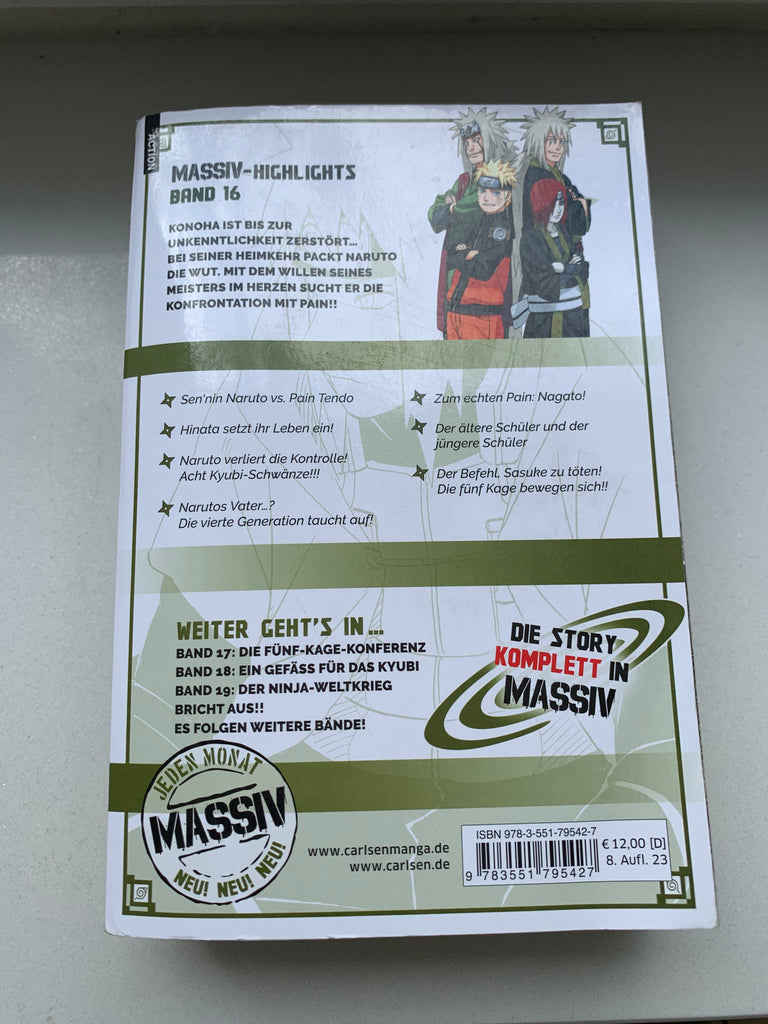 ACTION
MASSIV-HIGHLIGHTS
BAND 16
KONOHA IST BIS ZUR
UNKENNTLICHKEIT ZERSTÖRT...
BEI SEINER HEIMKEHR PACKT NARUTO
DIE WUT. MIT DEM WILLEN SEINES
MEISTERS IM HERZEN SUCHT ER DIE
KONFRONTATION MIT PAIN!!
Sen'nin Naruto vs. Pain Tendo
Hinata setzt ihr Leben ein!
Naruto verliert die Kontrolle!
Acht Kyubi-Schwänze!!!
Narutos Vater...?
Die vierte Generation taucht auf!
Zum echten Pain: Nagato!
Der ältere Schüler und der
jüngere Schüler
Der Befehl, Sasuke zu töten!
Die fünf Kage bewegen sich!!
WEITER GEHT'S IN ...
BAND 17: DIE FÜNF-KAGE-KONFERENZ
BAND 18: EIN GEFÄSS FÜR DAS KYUBI
BAND 19: DER NINJA-WELTKRIEG
BRICHT AUS!!
ES FOLGEN WEITERE BÄNDE!
DIE STORY
KOMPLETT IN
MASSIV
JEDEN MONAT
MASSIV
NEU! NEU! NEU!
www.carlsenmanga.de
www.carlsen.de
ISBN 978-3-551-79542-7
9 783551 795427
€ 12,00 [D]
8. Aufl. 23